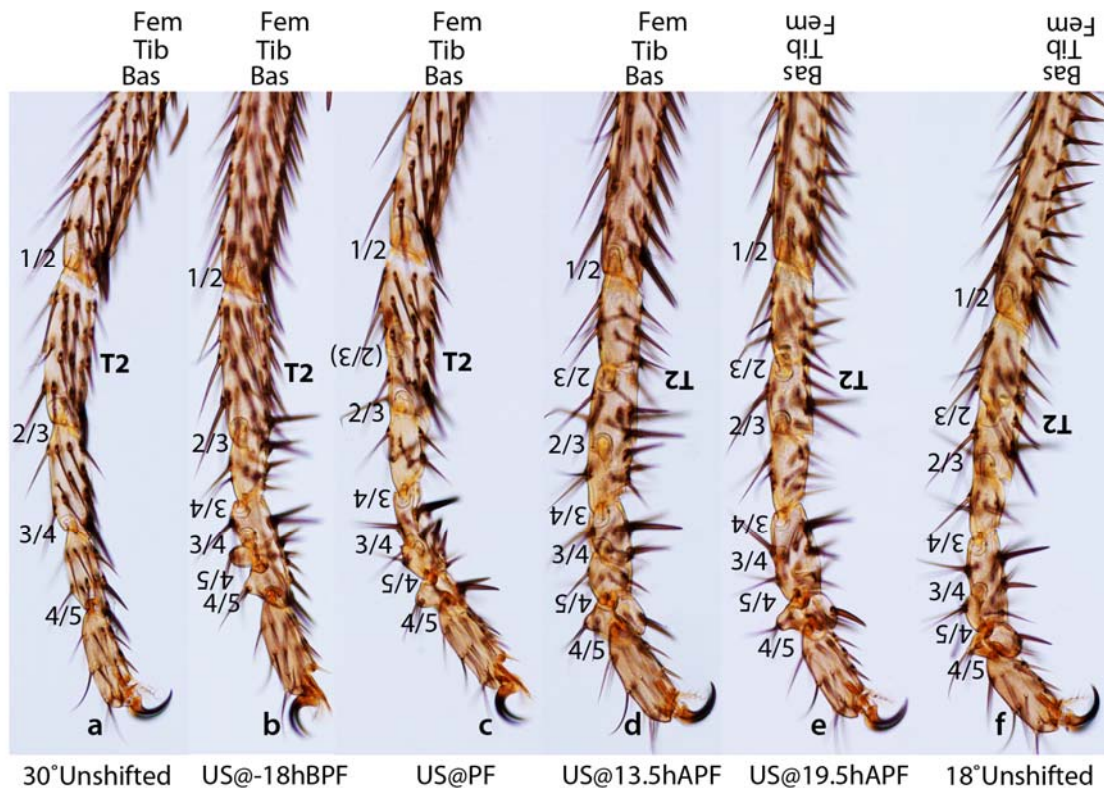 Fem
Tib
Bas
1/2
T2
2/3
3/4
4/5
a
30°Unshifted
Fem
Tib
Bas
1/2
T2
2/3
3/4
3/4
4/5
4/5
b
US@-18hBPF
Fem
Tib
Bas
1/2
(2/3)
T2
2/3
3/4
3/4
4/5
4/5
c
US@PF
Fem
Tib
Bas
1/2
2/3
T2
2/3
3/4
3/4
4/5
4/5
d
US@13.5hAPF
Fem
Tib
Bas
1/2
2/3
T2
2/3
3/4
3/4
4/5
4/5
e
US@19.5hAPF
Fem
Tib
Bas
1/2
2/3
T2
2/3
3/4
3/4
4/5
4/5
f
18°Unshifted